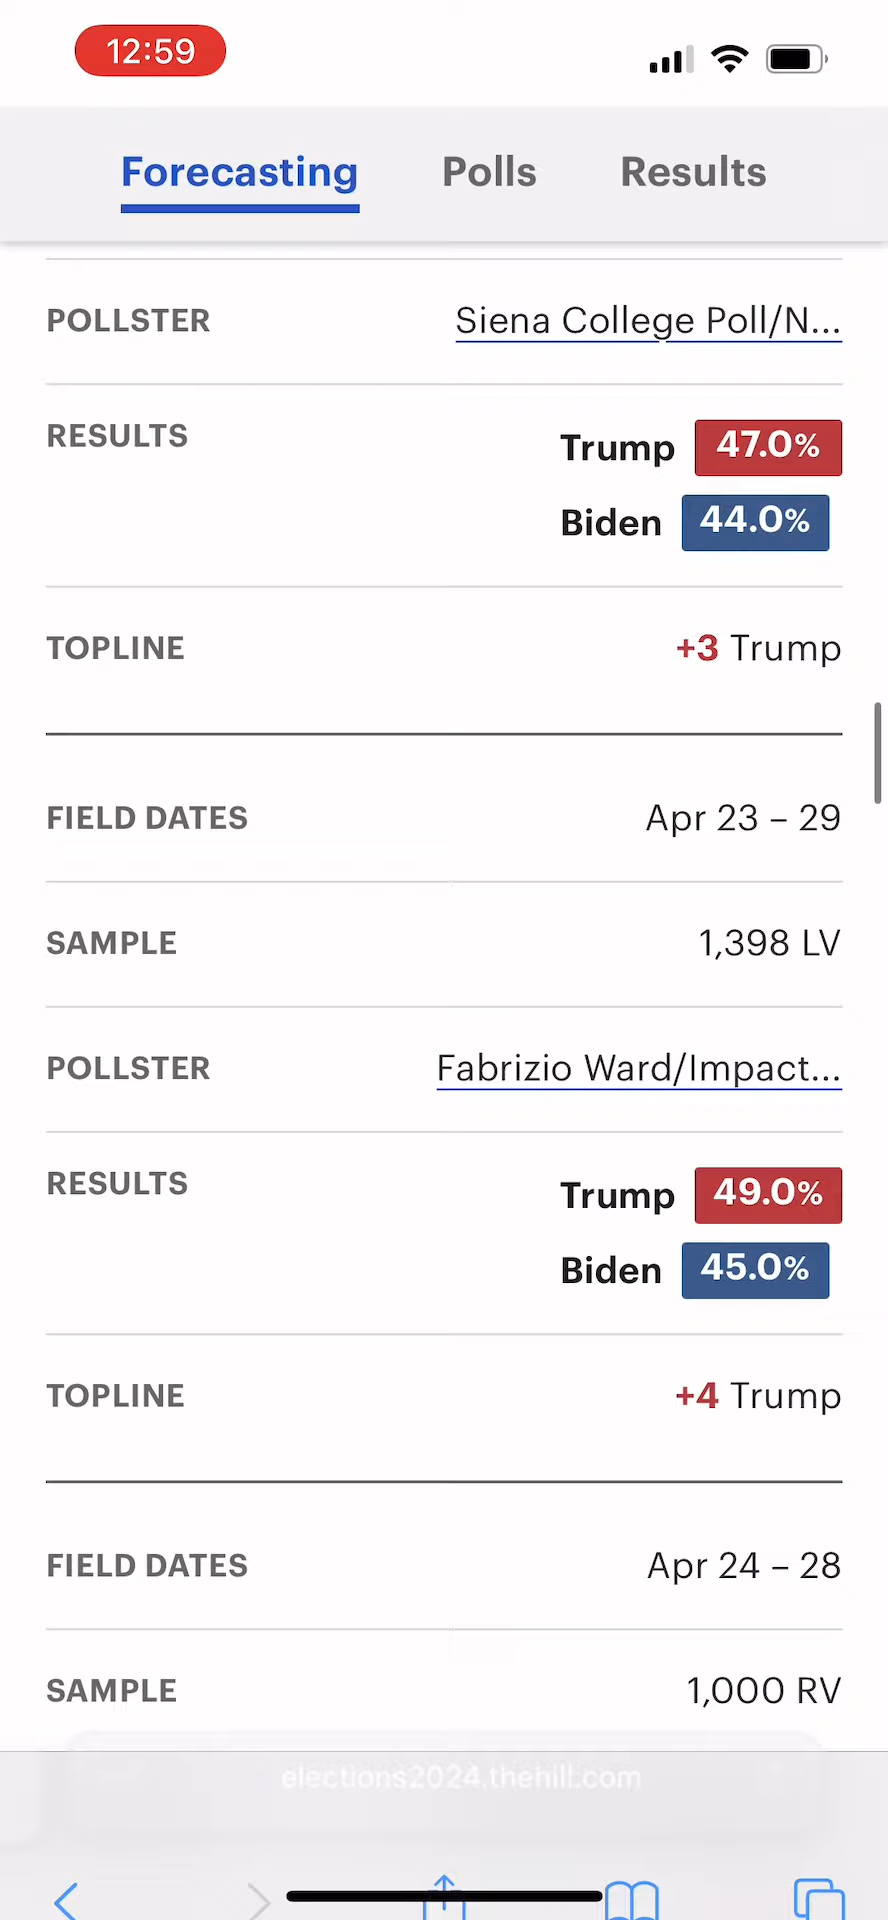 12:59
Forecasting Polls Results
POLLSTER Siena College Poll/N...
RESULTS Trump 47.0%
Biden 44.0%
TOPLINE +3 Trump
FIELD DATES Apr 23 – 29
SAMPLE 1,398 LV
POLLSTER Fabrizio Ward/Impact...
RESULTS Trump 49.0%
Biden 45.0%
TOPLINE +4 Trump
FIELD DATES Apr 24 – 28
SAMPLE 1,000 RV
elections2024.thehill.com